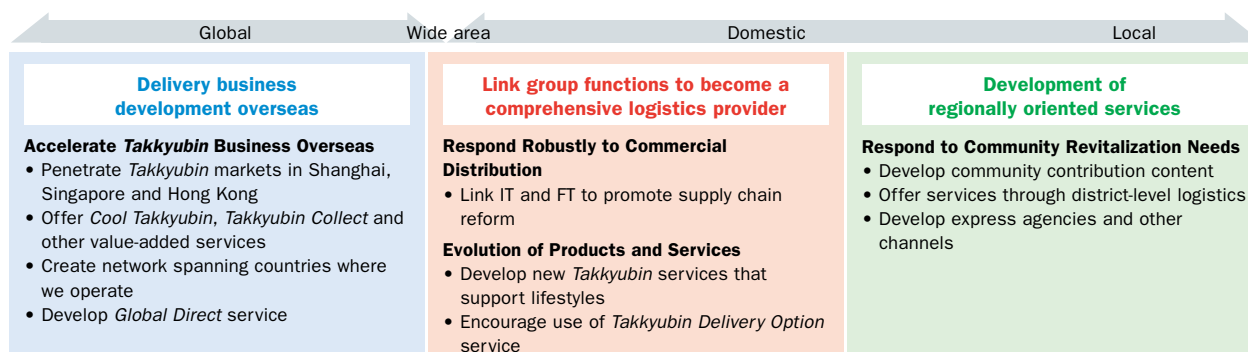 Global Wide area Domestic Local
Delivery business
development overseas
Accelerate Takkyubin Business Overseas
• Penetrate Takkyubin markets in Shanghai,
Singapore and Hong Kong
• Offer Cool Takkyubin, Takkyubin Collect and
other value-added services
• Create network spanning countries where
we operate
• Develop Global Direct service
Link group functions to become a
comprehensive logistics provider
Respond Robustly to Commercial
Distribution
• Link IT and FT to promote supply chain
reform
Evolution of Products and Services
• Develop new Takkyubin services that
support lifestyles
• Encourage use of Takkyubin Delivery Option
service
Development of
regionally oriented services
Respond to Community Revitalization Needs
• Develop community contribution content
• Offer services through district-level logistics
• Develop express agencies and other
channels